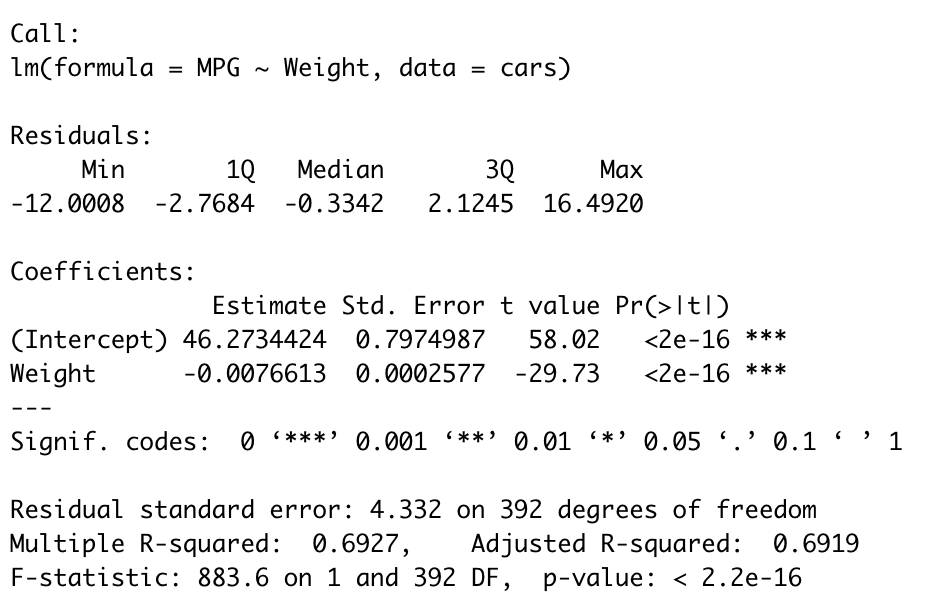 Call:
lm(formula = MPG ~ Weight, data = cars)
Residuals:
     Min       1Q   Median       3Q      Max
-12.0008  -2.7684  -0.3342   2.1245  16.4920
Coefficients:
              Estimate Std. Error t value Pr(>|t|)
(Intercept) 46.2734424  0.7974987   58.02   <2e-16 ***
Weight      -0.0076613  0.0002577  -29.73   <2e-16 ***
---
Signif. codes:  0 ‘***’ 0.001 ‘**’ 0.01 ‘*’ 0.05 ‘.’ 0.1 ‘ ’ 1
Residual standard error: 4.332 on 392 degrees of freedom
Multiple R-squared:  0.6927,    Adjusted R-squared:  0.6919
F-statistic: 883.6 on 1 and 392 DF,  p-value: < 2.2e-16